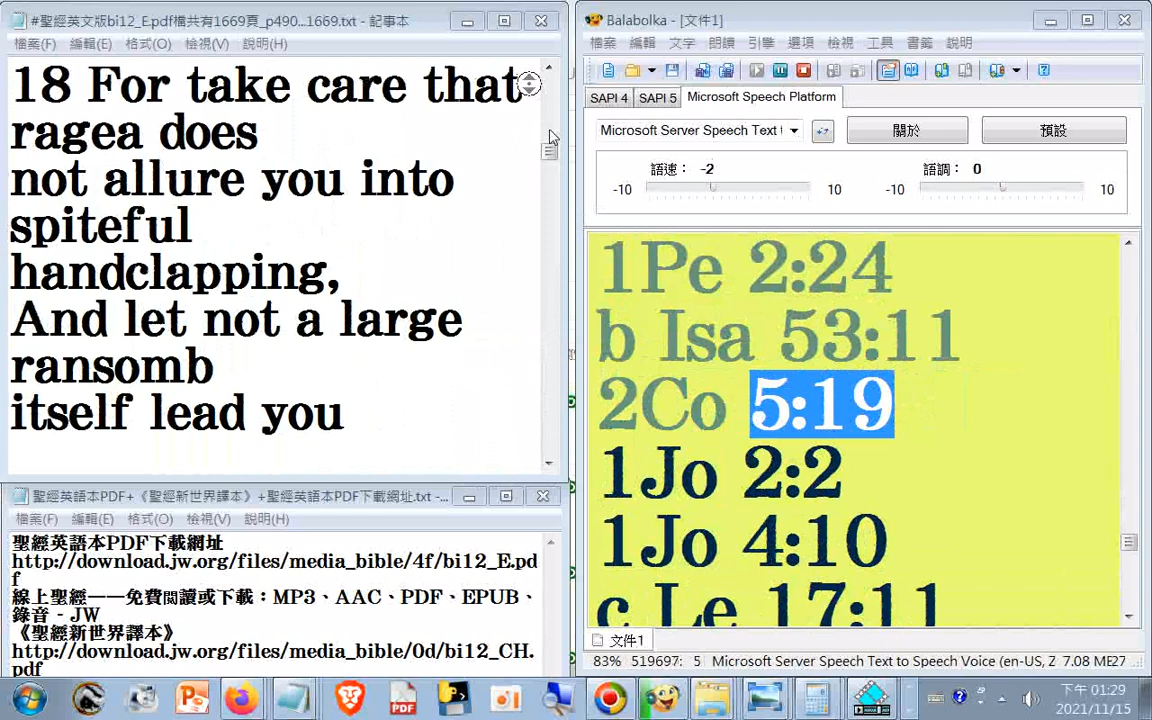 #聖經英文版bi12_E.pdf檔共有1669頁_p490...1669.txt - 記事本
檔案(F) 編輯(E) 格式(O) 檢視(V) 說明(H)
18 For take care that
ragea does
not allure you into
spiteful
handclapping,
And let not a large
ransomb
itself lead you
聖經英語本PDF+《聖經新世界譯本》+聖經英語本PDF下載網址.txt - ...
檔案(F) 編輯(E) 格式(O) 檢視(V) 說明(H)
聖經英語本PDF下載網址
http://download.jw.org/files/media_bible/4f/bi12_E.pd
f
線上聖經——免費閱讀或下載：MP3、AAC、PDF、EPUB、
錄音 - JW
《聖經新世界譯本》
http://download.jw.org/files/media_bible/0d/bi12_CH.
pdf
Balabolka - [文件1]
檔案 編輯 文字 朗讀 引擎 選項 檢視 工具 書籤 說明
SAPI 4 SAPI 5 Microsoft Speech Platform
Microsoft Server Speech Text 關於 預設
語速： -2 語調： 0
-10 10 -10 10
1Pe 2:24
b Isa 53:11
2Co 5:19
1Jo 2:2
1Jo 4:10
c Le 17:11
文件1
83% 519697: 5 Microsoft Server Speech Text to Speech Voice (en-US, Z 7.08 ME27
下午 01:29
2021/11/15